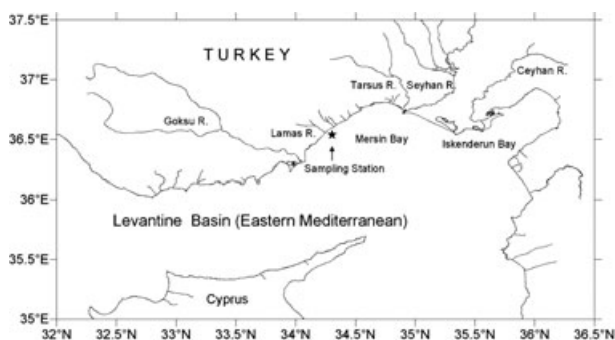 37.5°E
TURKEY
37°E
Tarsus R.
Seyhan R.
Ceyhan R.
Goksu R.
36.5°E
Lamas R.
Mersin Bay
Iskenderun Bay
Sampling Station
36°E
Levantine Basin (Eastern Mediterranean)
35.5°E
Cyprus
35°E
32°N 32.5°N 33°N 33.5°N 34°N 34.5°N 35°N 35.5°N 36°N 36.5°N